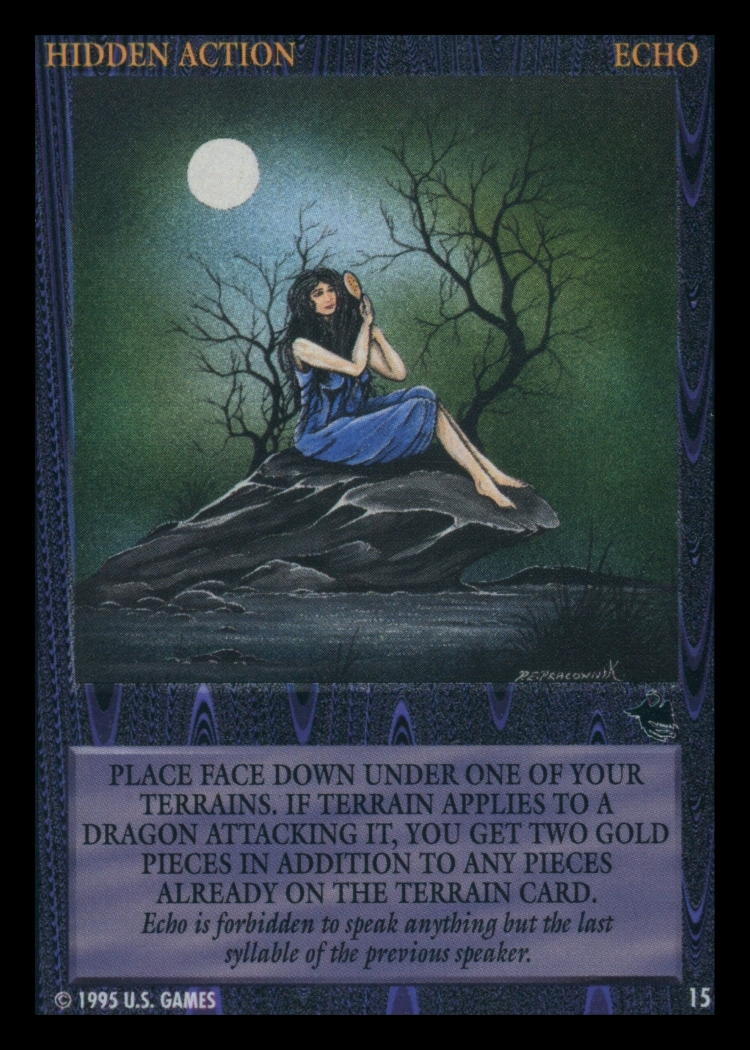 HIDDEN ACTION ECHO
P.E.PRACOWNIK
PLACE FACE DOWN UNDER ONE OF YOUR
TERRAINS. IF TERRAIN APPLIES TO A
DRAGON ATTACKING IT, YOU GET TWO GOLD
PIECES IN ADDITION TO ANY PIECES
ALREADY ON THE TERRAIN CARD.
Echo is forbidden to speak anything but the last
syllable of the previous speaker.
© 1995 U.S. GAMES 15